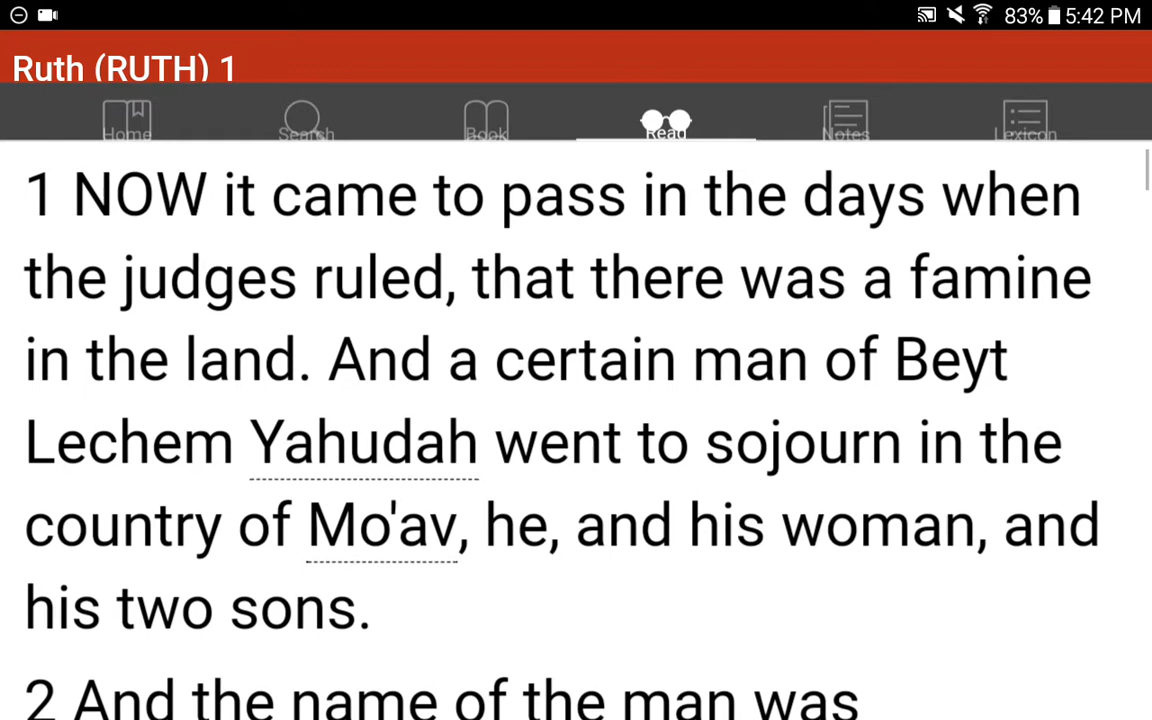 83% 5:42 PM
Ruth (RUTH) 1
Home Search Book Read Notes Lexicon
1 NOW it came to pass in the days when
the judges ruled, that there was a famine
in the land. And a certain man of Beyt
Lechem Yahudah went to sojourn in the
country of Mo'av, he, and his woman, and
his two sons.
2 And the name of the man was